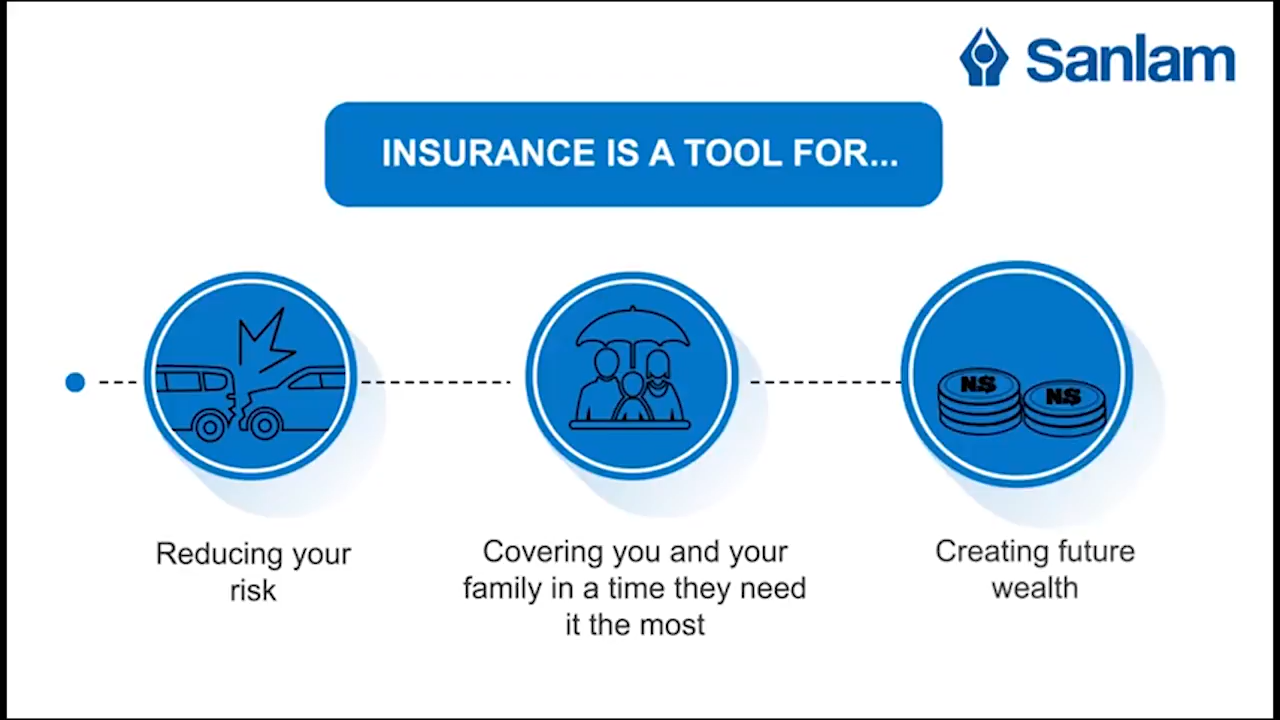 Sanlam
INSURANCE IS A TOOL FOR...
N$
N$
Reducing your
risk
Covering you and your
family in a time they need
it the most
Creating future
wealth